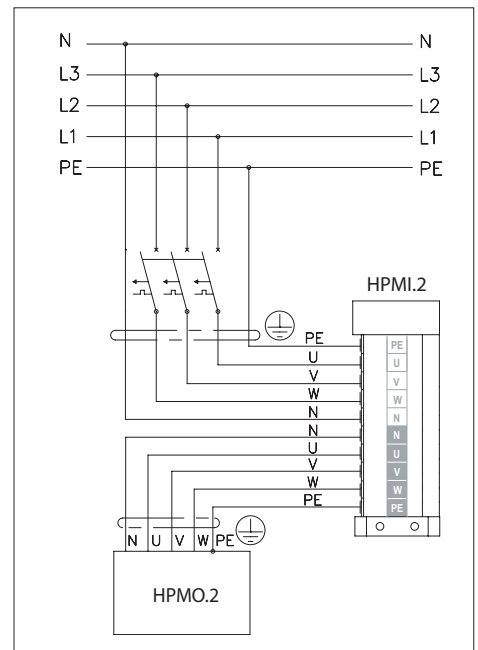 N N
L3 L3
L2 L2
L1 L1
PE PE
HPMI.2
PE PE
U U
V V
W W
N N
N N
U U
V V
W W
PE PE
N U V W PE
HPMO.2